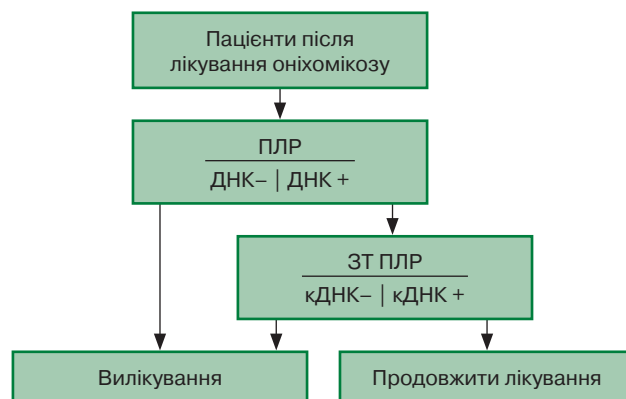 Пацієнти після
лікування оніхомікозу
ПЛР
ДНК– | ДНК +
ЗТ ПЛР
кДНК– | кДНК +
Вилікування
Продовжити лікування